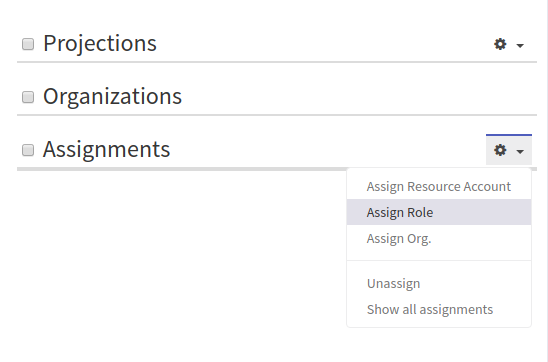 Projections
Organizations
Assignments
Assign Resource Account
Assign Role
Assign Org.
Unassign
Show all assignments